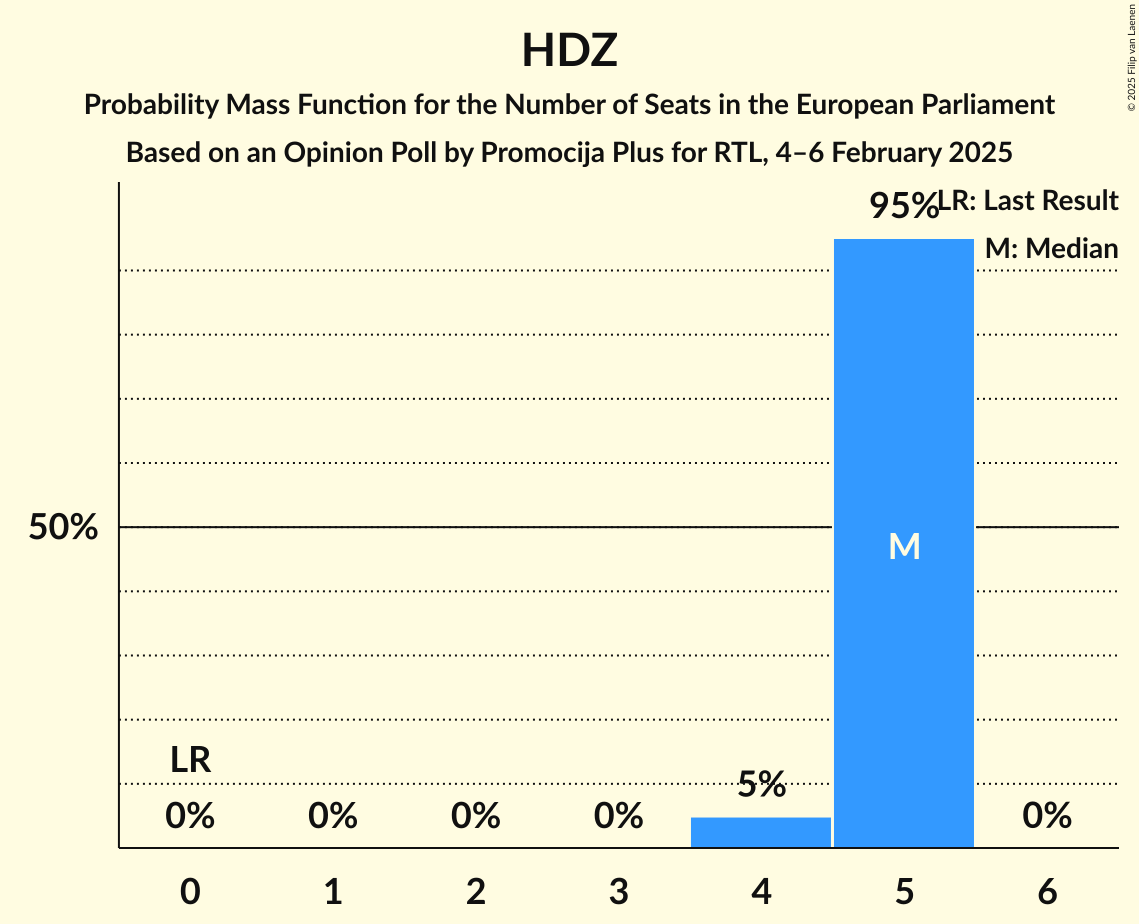 HDZ
Probability Mass Function for the Number of Seats in the European Parliament
Based on an Opinion Poll by Promocija Plus for RTL, 4–6 February 2025
© 2025 Filip van Laenen
LR: Last Result
M: Median
95%
50%
M
LR
0%
0%
0%
0%
5%
0%
0
1
2
3
4
5
6